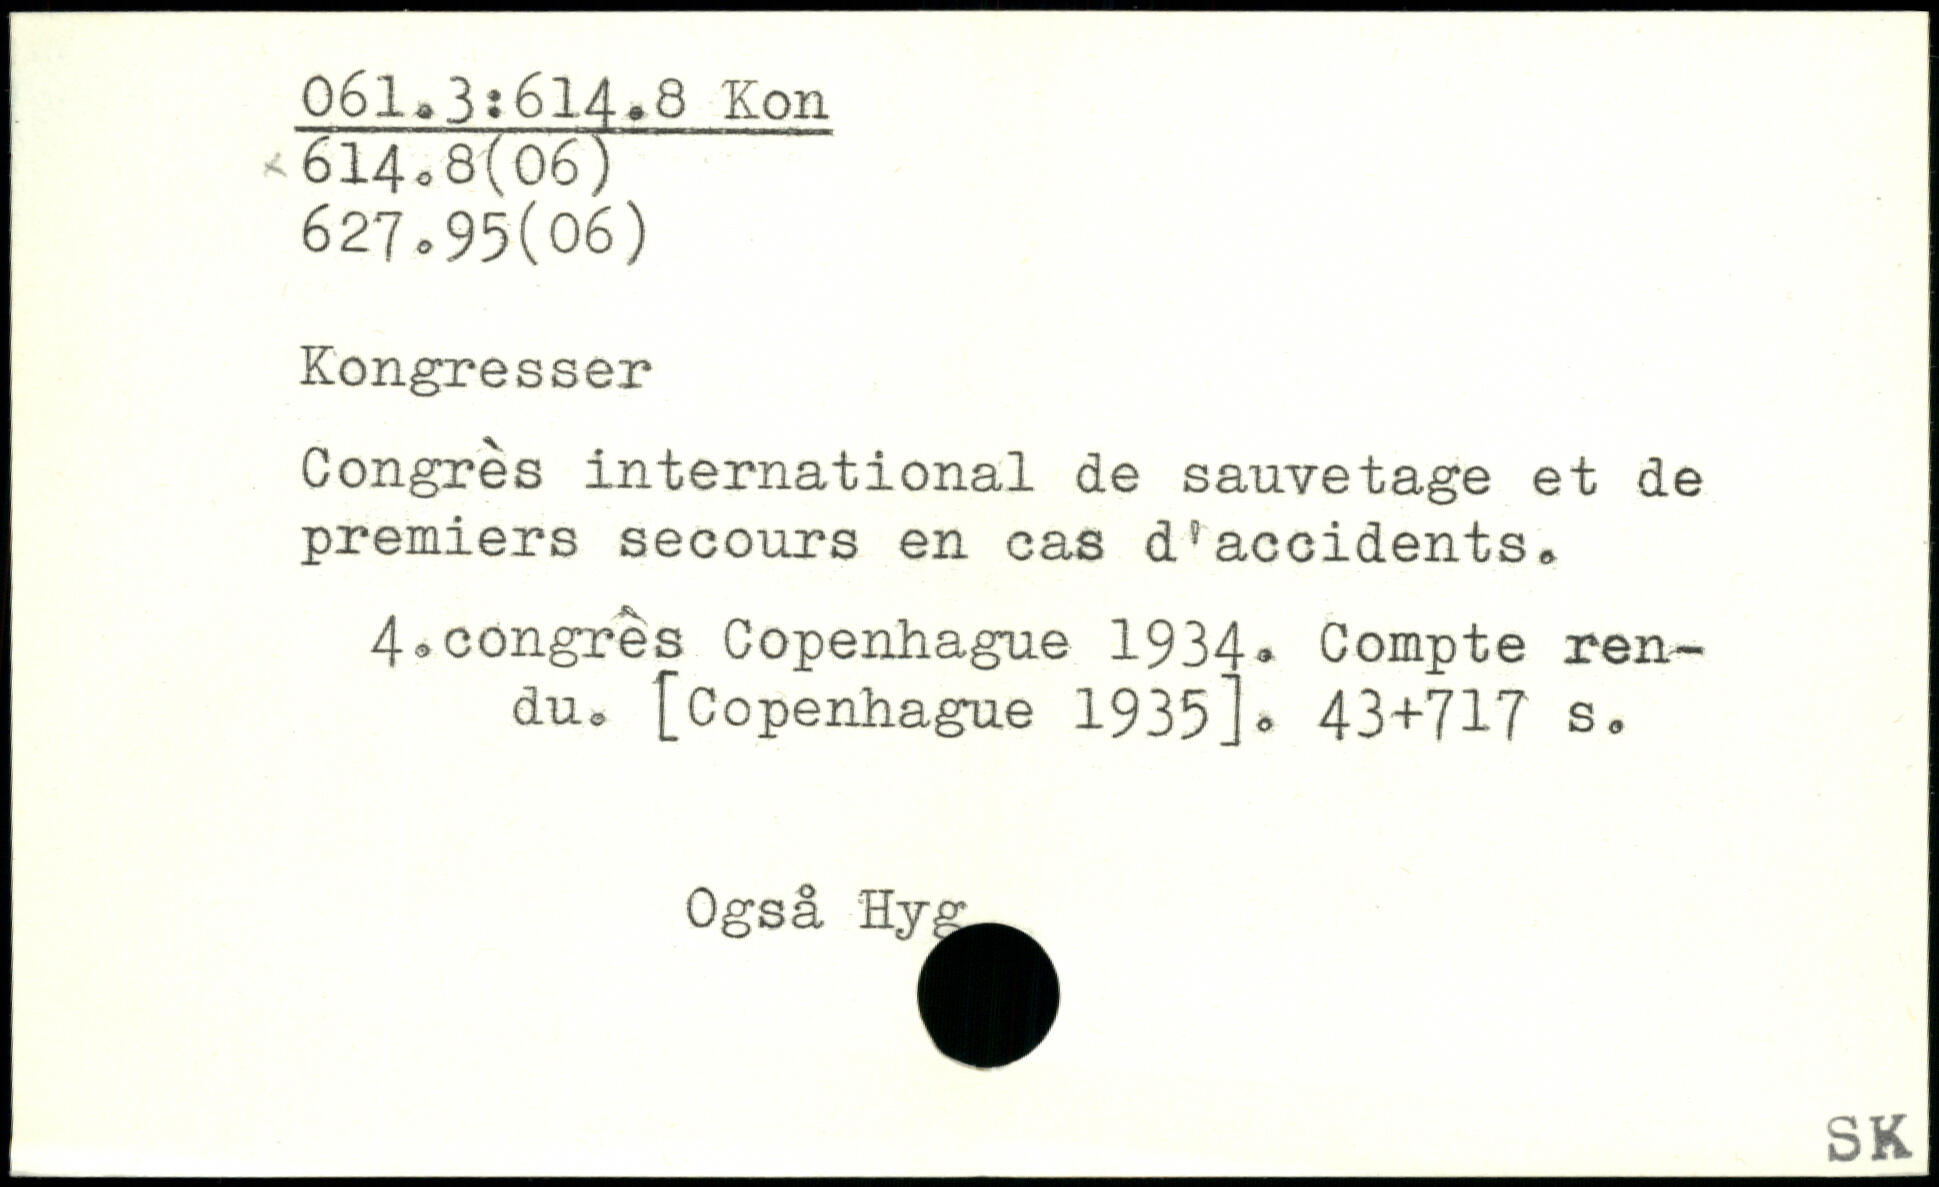 061.3:614.8 Kon
x 614.8(06)
627.95(06)
Kongresser
Congrès international de sauvetage et de
premiers secours en cas d'accidents.
4.congrès Copenhague 1934. Compte ren-
du. [Copenhague 1935]. 43+717 s.
Også Hyg
SK